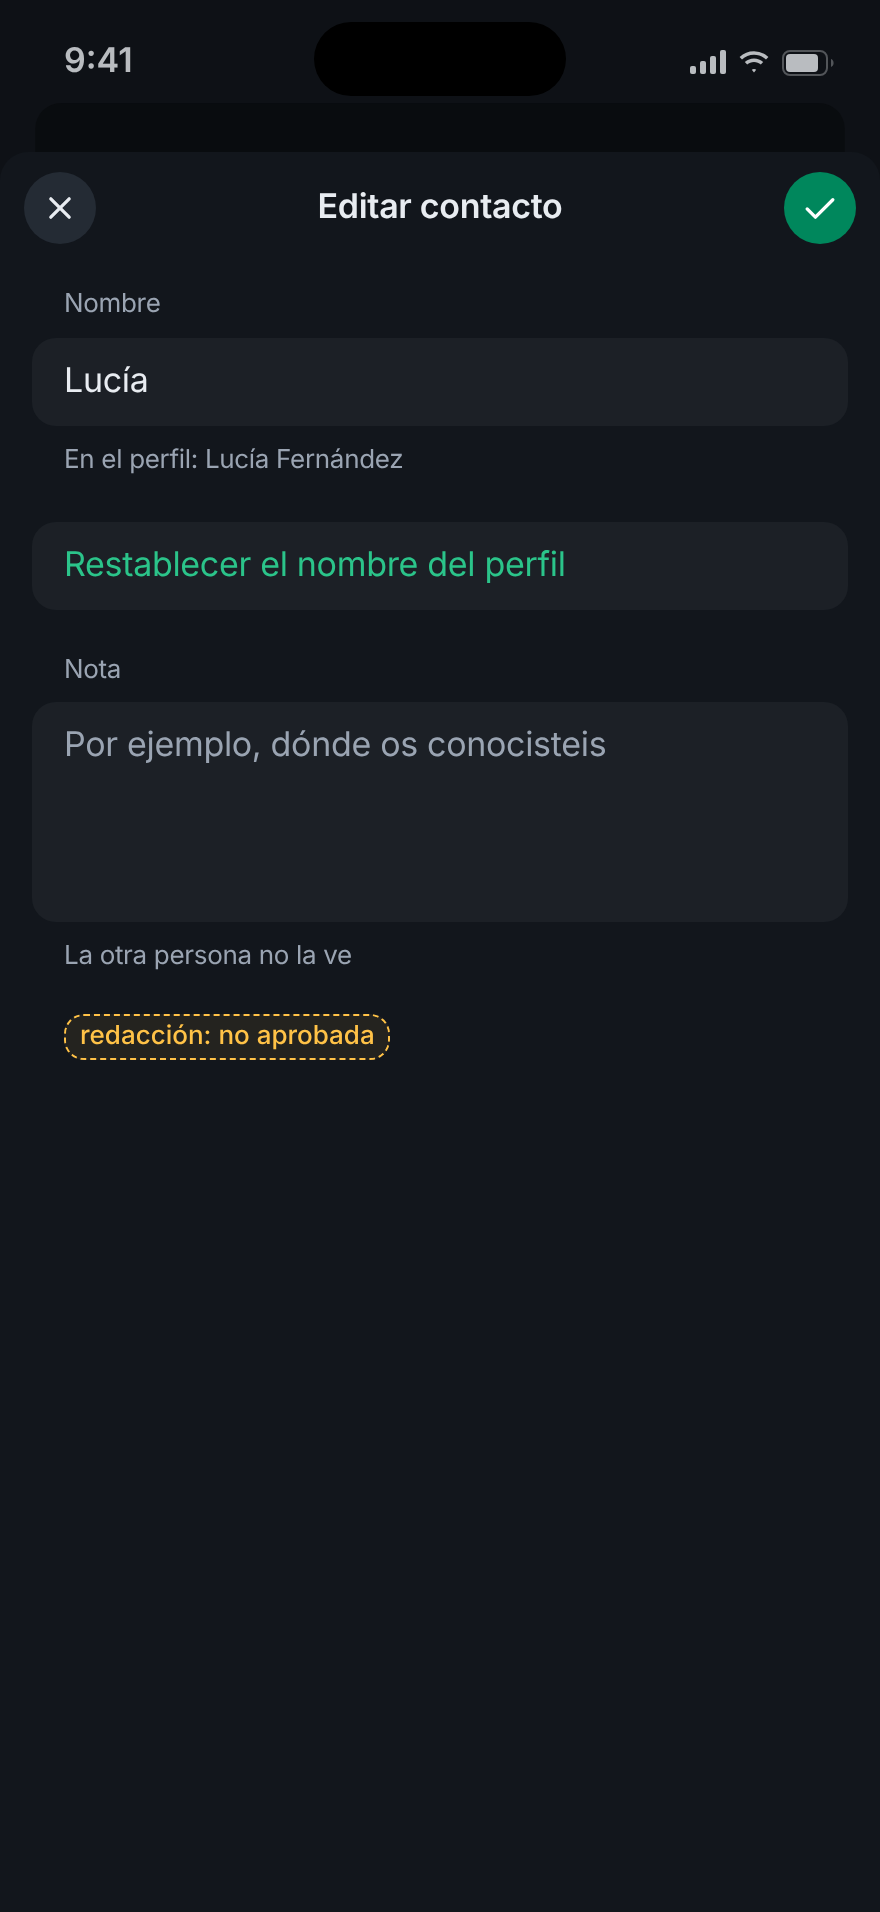 9:41
Editar contacto
Nombre
Lucía
En el perfil: Lucía Fernández
Restablecer el nombre del perfil
Nota
Por ejemplo, dónde os conocisteis
La otra persona no la ve
redacción: no aprobada